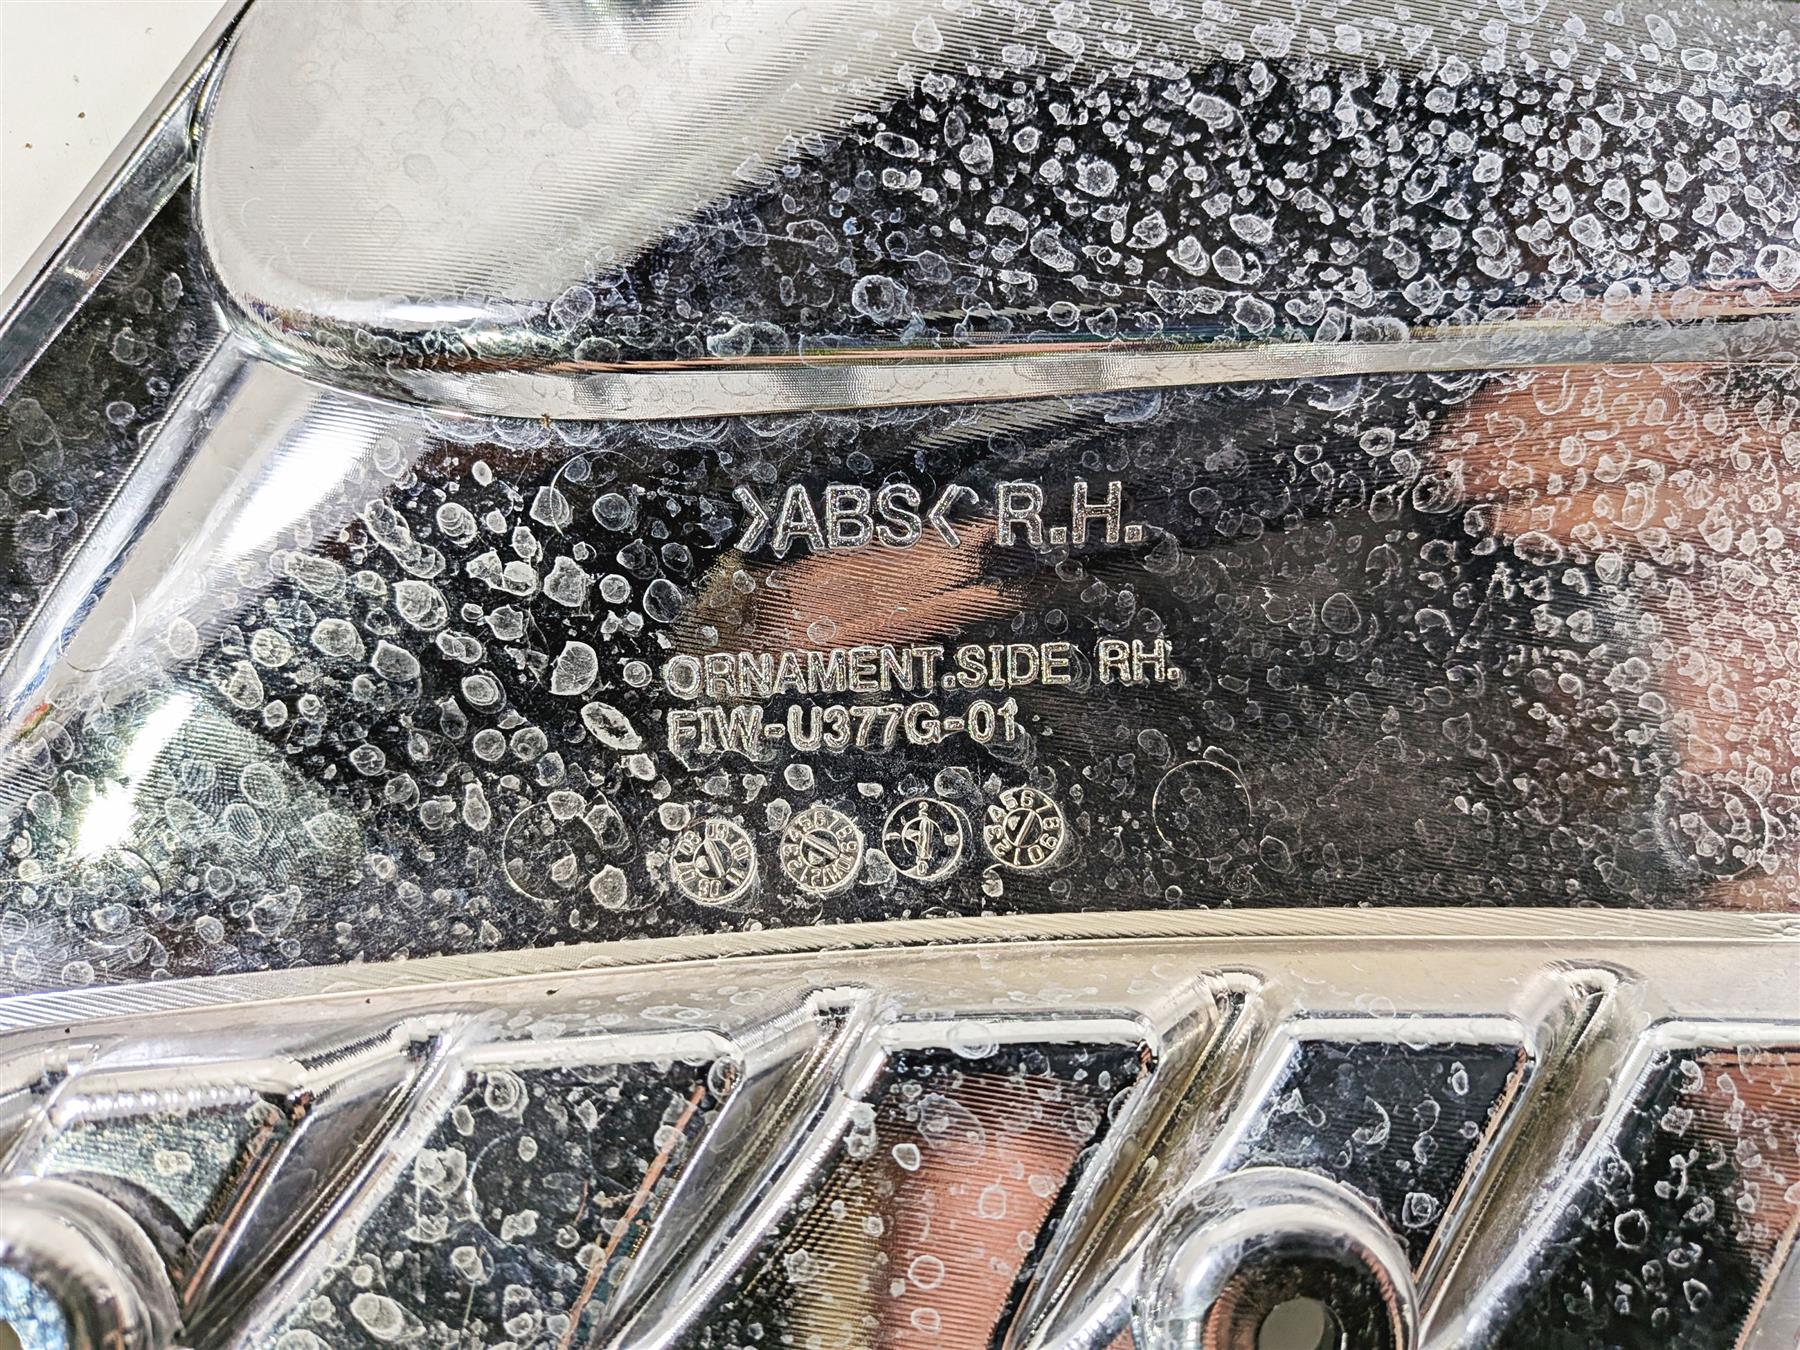 >ABS< R.H.
ORNAMENT.SIDE RH.
FIW-U377G-01